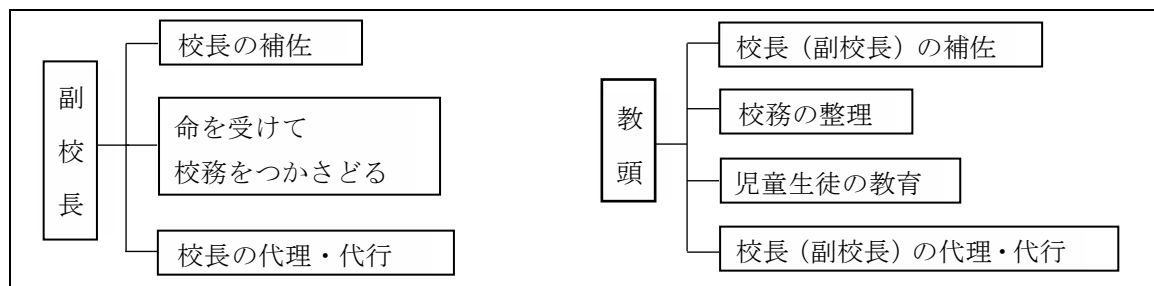 副校長
校長の補佐
命を受けて
校務をつかさどる
校長の代理・代行
教頭
校長（副校長）の補佐
校務の整理
児童生徒の教育
校長（副校長）の代理・代行